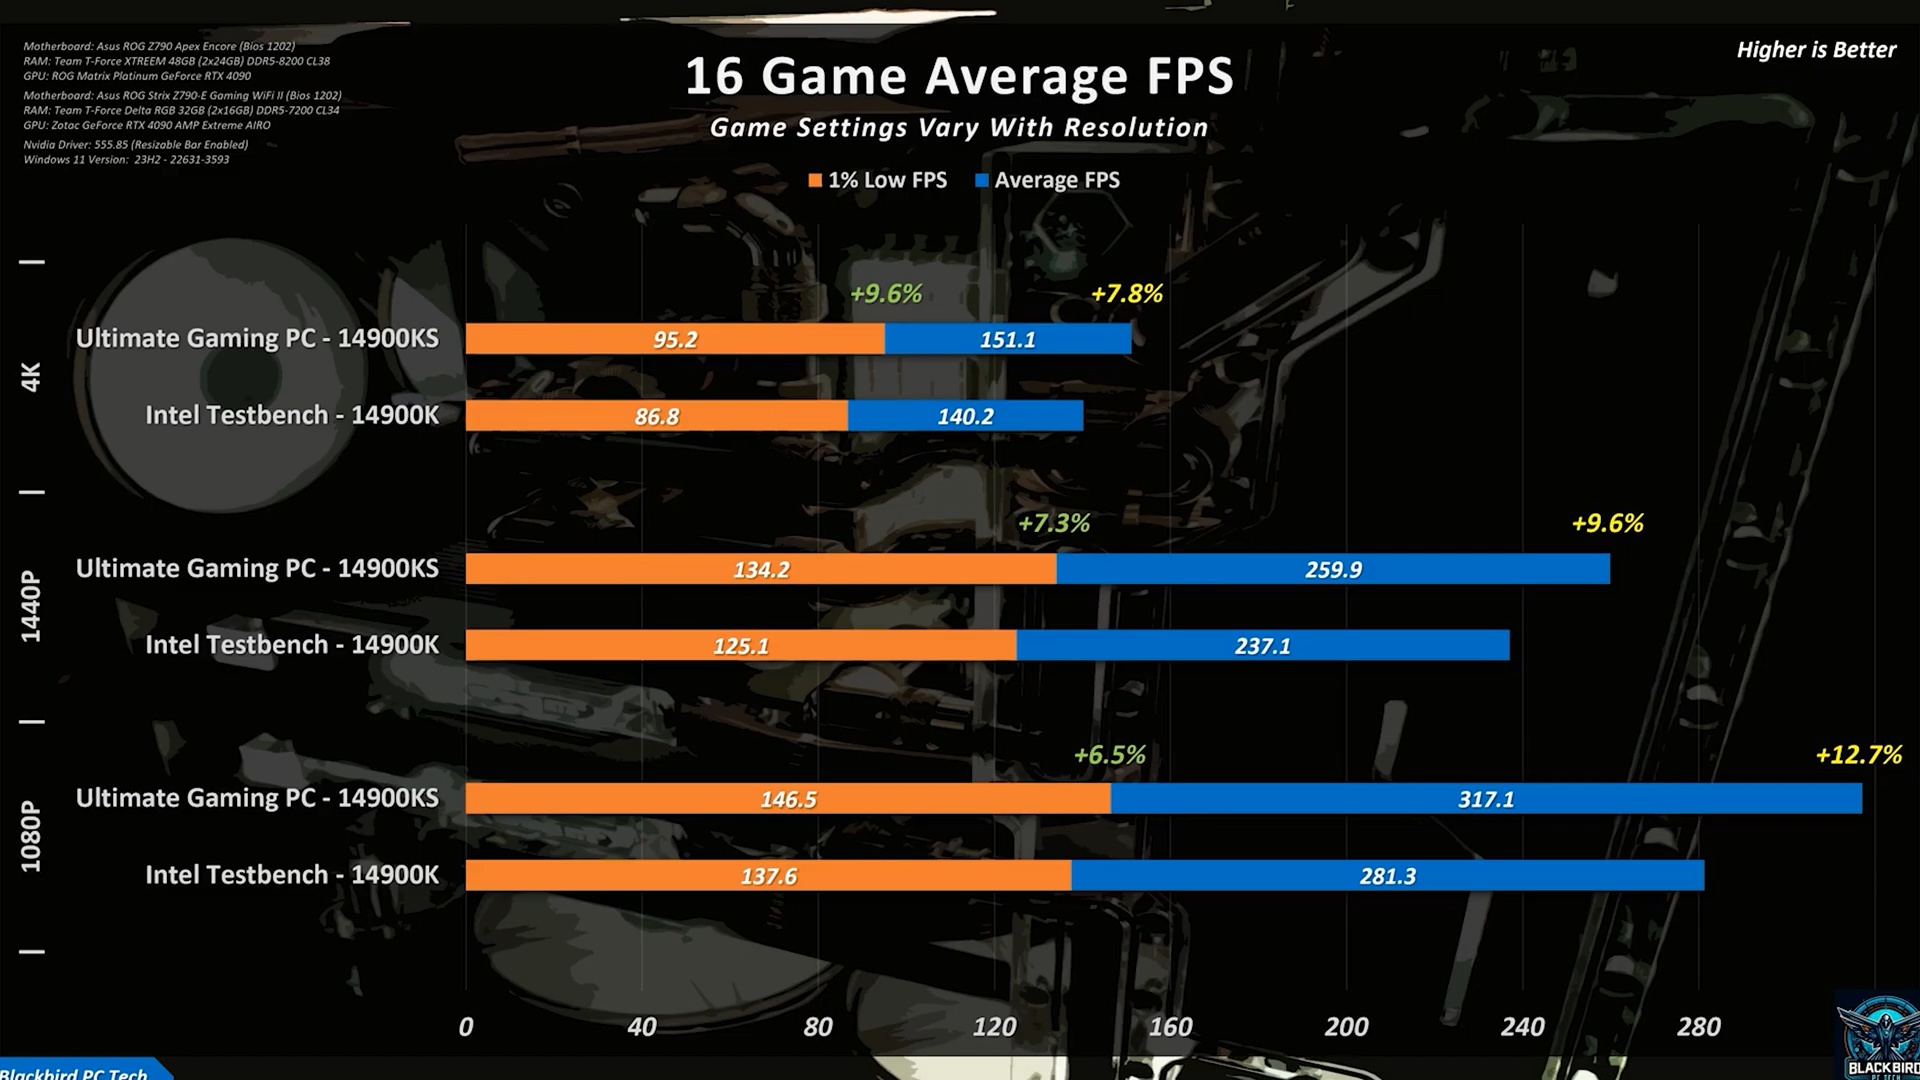 Motherboard: Asus ROG Z790 Apex Encore (Bios 1202)
RAM: Team T-Force XTREEM 48GB (2x24GB) DDR5-8200 CL38
GPU: ROG Matrix Platinum GeForce RTX 4090
Motherboard: Asus ROG Strix Z790-E Gaming WiFi II (Bios 1202)
RAM: Team T-Force Delta RGB 32GB (2x16GB) DDR5-7200 CL34
GPU: Zotac GeForce RTX 4090 AMP Extreme AIRO
Nvidia Driver: 555.85 (Resizable Bar Enabled)
Windows 11 Version: 23H2 - 22631-3593
16 Game Average FPS
Game Settings Vary With Resolution
Higher is Better
1% Low FPS
Average FPS
4K
+9.6% +7.8%
Ultimate Gaming PC - 14900KS 95.2 151.1
Intel Testbench - 14900K 86.8 140.2
1440P
+7.3% +9.6%
Ultimate Gaming PC - 14900KS 134.2 259.9
Intel Testbench - 14900K 125.1 237.1
1080P
+6.5% +12.7%
Ultimate Gaming PC - 14900KS 146.5 317.1
Intel Testbench - 14900K 137.6 281.3
0 40 80 120 160 200 240 280
Blackbird PC Tech
BLACKBIRD
PC TECH